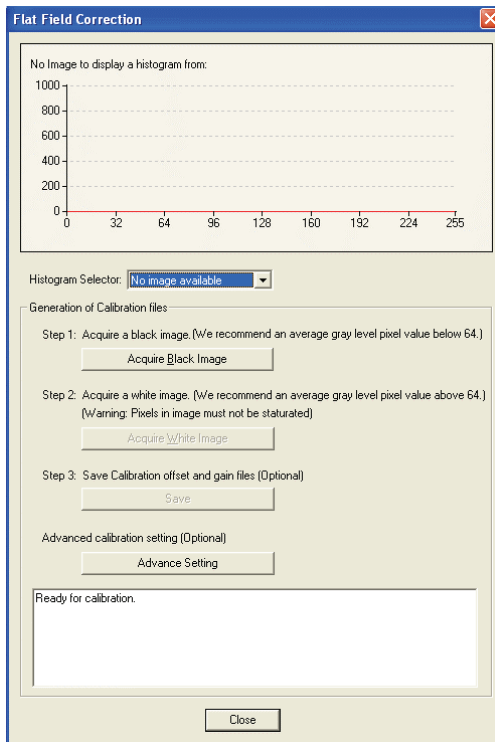 Flat Field Correction
No Image to display a histogram from:
1000
800
600
400
200
0
0 32 64 96 128 160 192 224 255
Histogram Selector: No image available
Generation of Calibration files
Step 1: Acquire a black image. (We recommend an average gray level pixel value below 64.)
Acquire Black Image
Step 2: Acquire a white image. (We recommend an average gray level pixel value above 64.)
(Warning: Pixels in image must not be staturated)
Acquire White Image
Step 3: Save Calibration offset and gain files (Optional)
Save
Advanced calibration setting (Optional)
Advance Setting
Ready for calibration.
Close